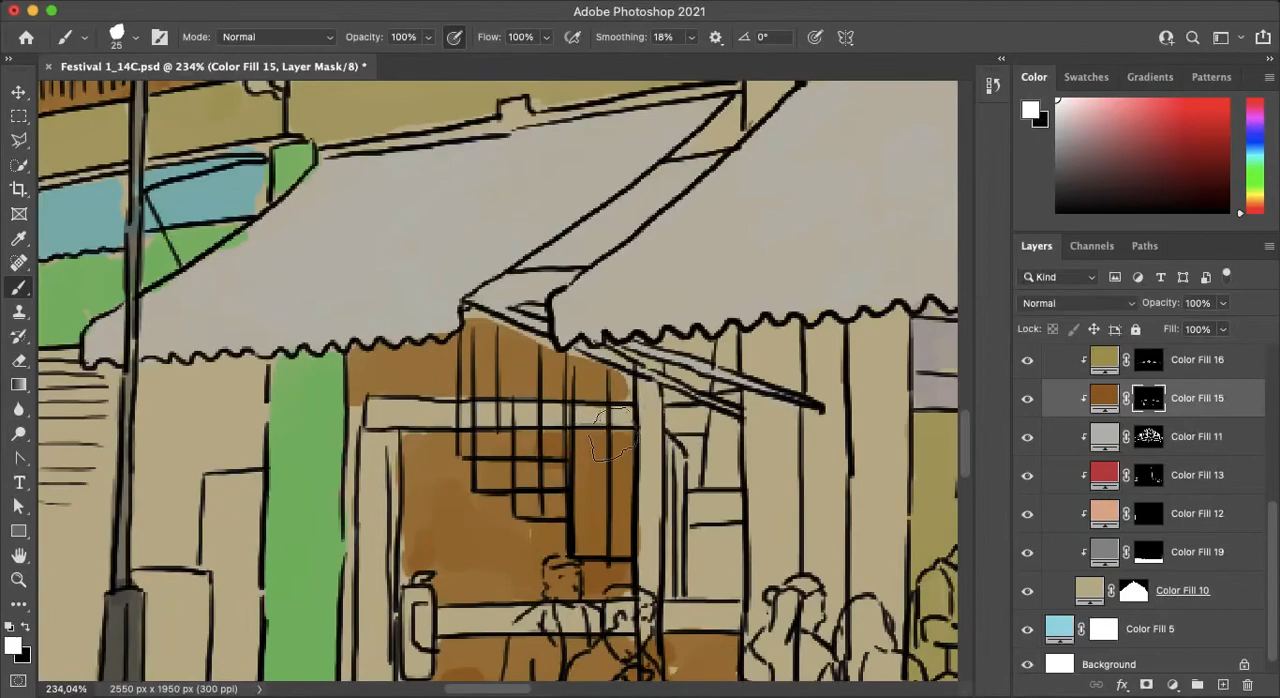 Adobe Photoshop 2021
25
Mode: Normal
Opacity: 100%
Flow: 100%
Smoothing: 18%
0°
Festival 1_14C.psd @ 234% (Color Fill 15, Layer Mask/8) *
Color
Swatches
Gradients
Patterns
Layers
Channels
Paths
Kind
Normal
Opacity: 100%
Lock:
Fill: 100%
Color Fill 16
Color Fill 15
Color Fill 11
Color Fill 13
Color Fill 12
Color Fill 19
Color Fill 10
Color Fill 5
Background
234,04%
2550 px x 1950 px (300 ppi)